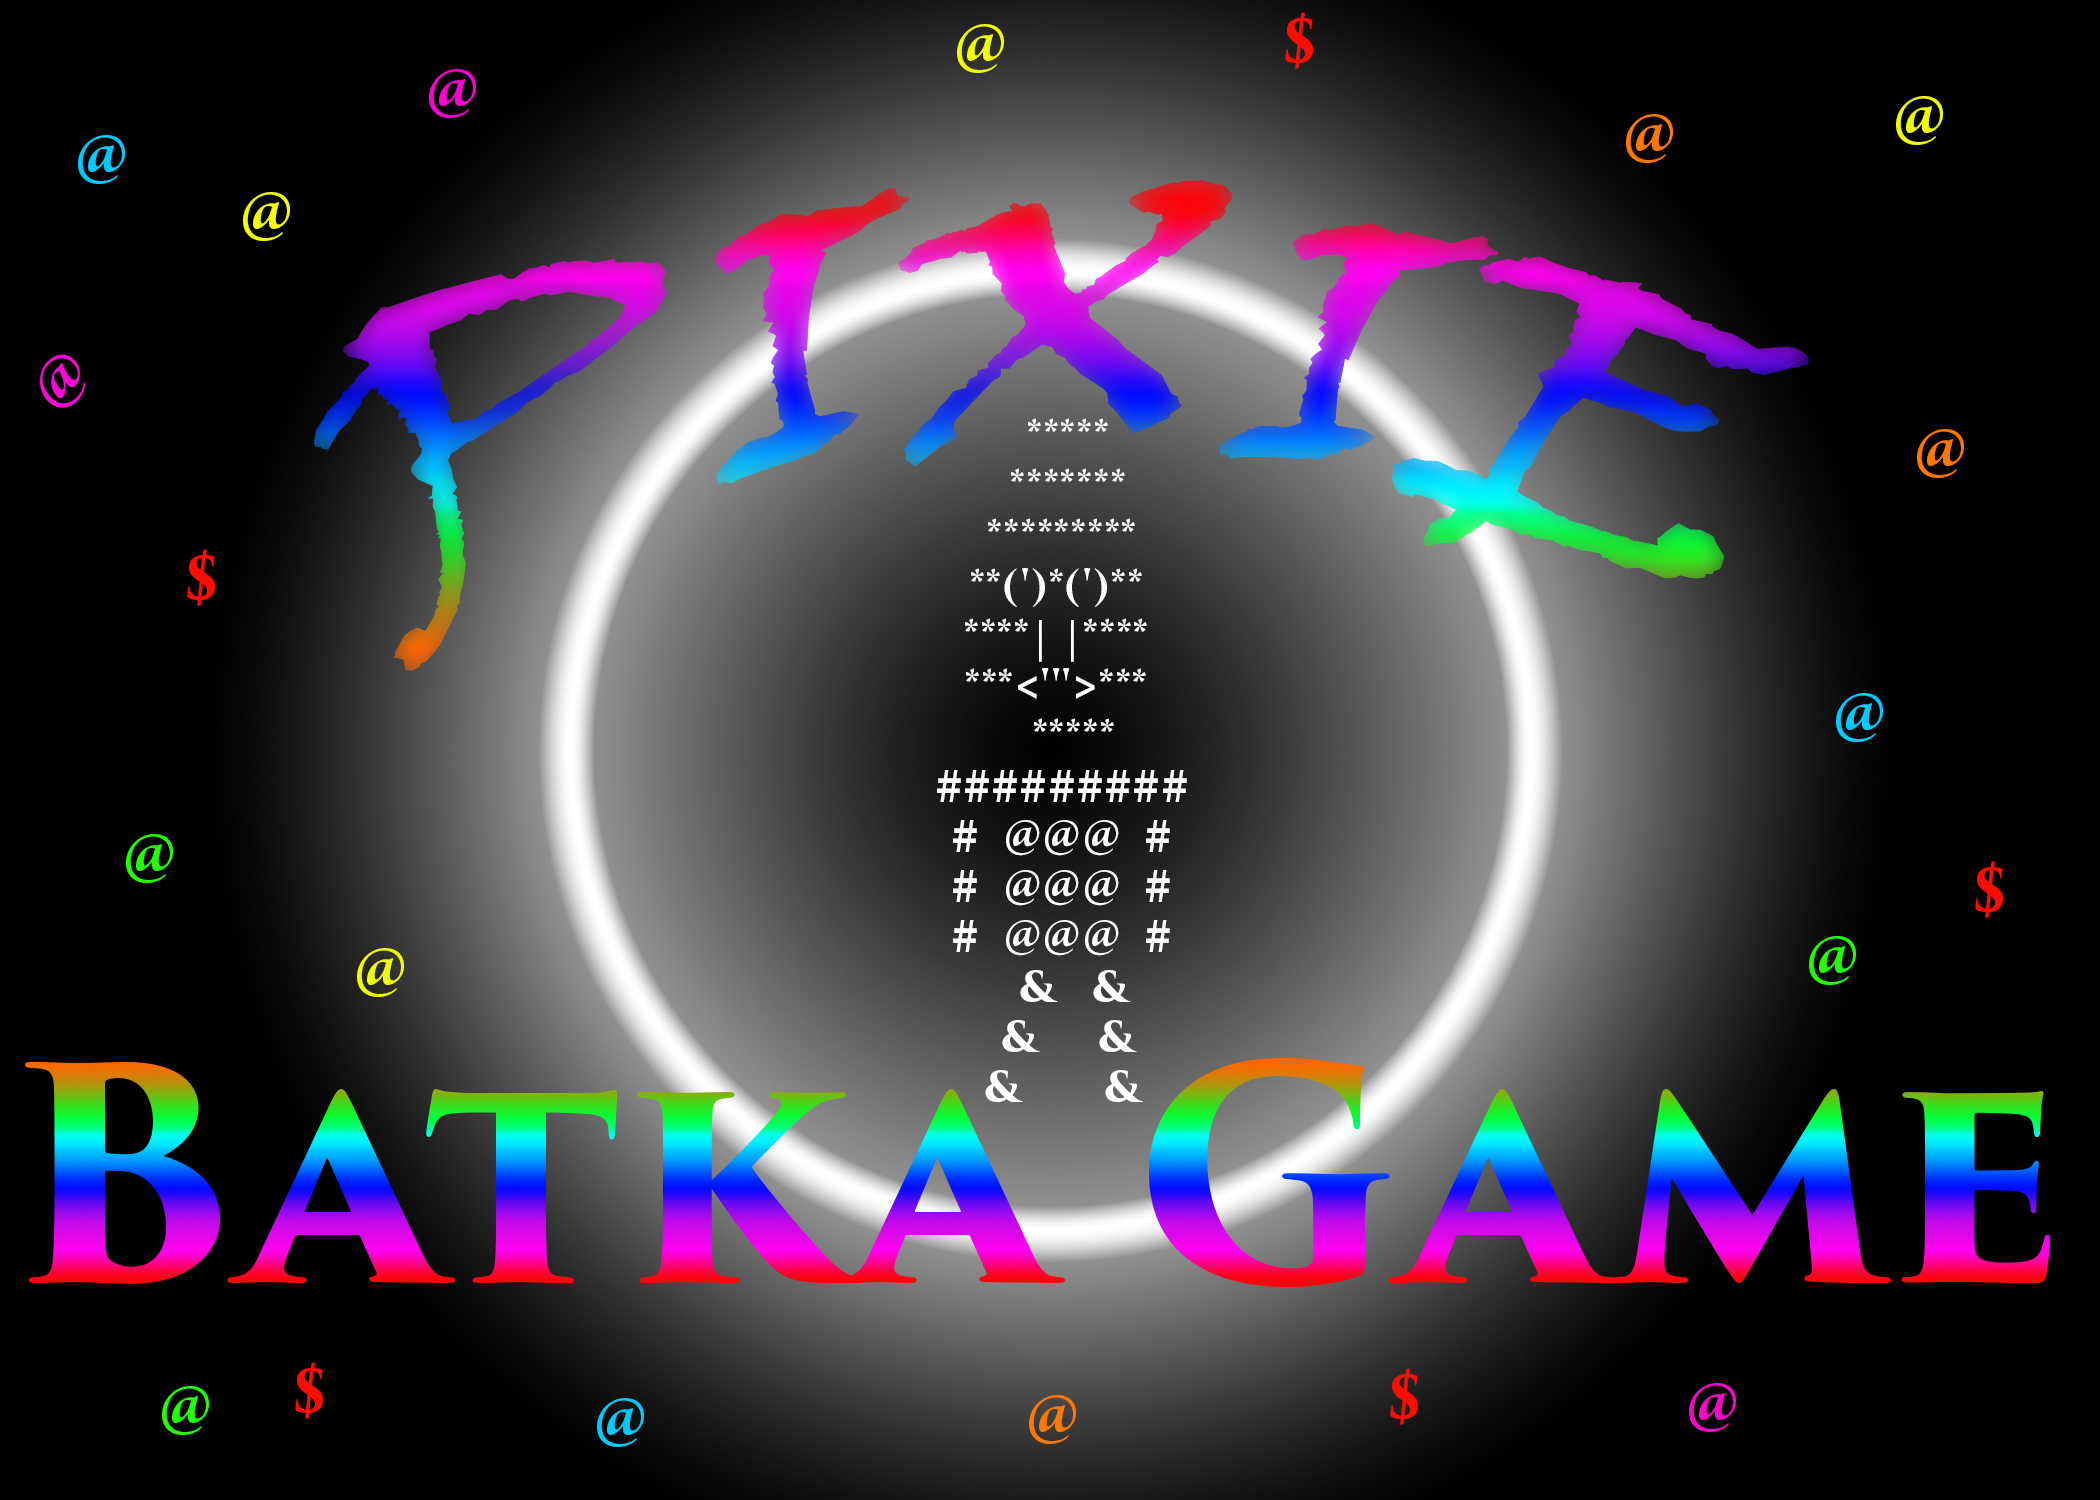 @ $
@ @ @
@
@
PIXIE
@
*****
@
*******
*********
$ **(')*(')**
****| |****
***<'''>***
@
*****
#########
# @@@ #
@
# @@@ # $
# @@@ #
@ @
& &
& &
& &
BATKA GAME
@ $ @ @ $ @